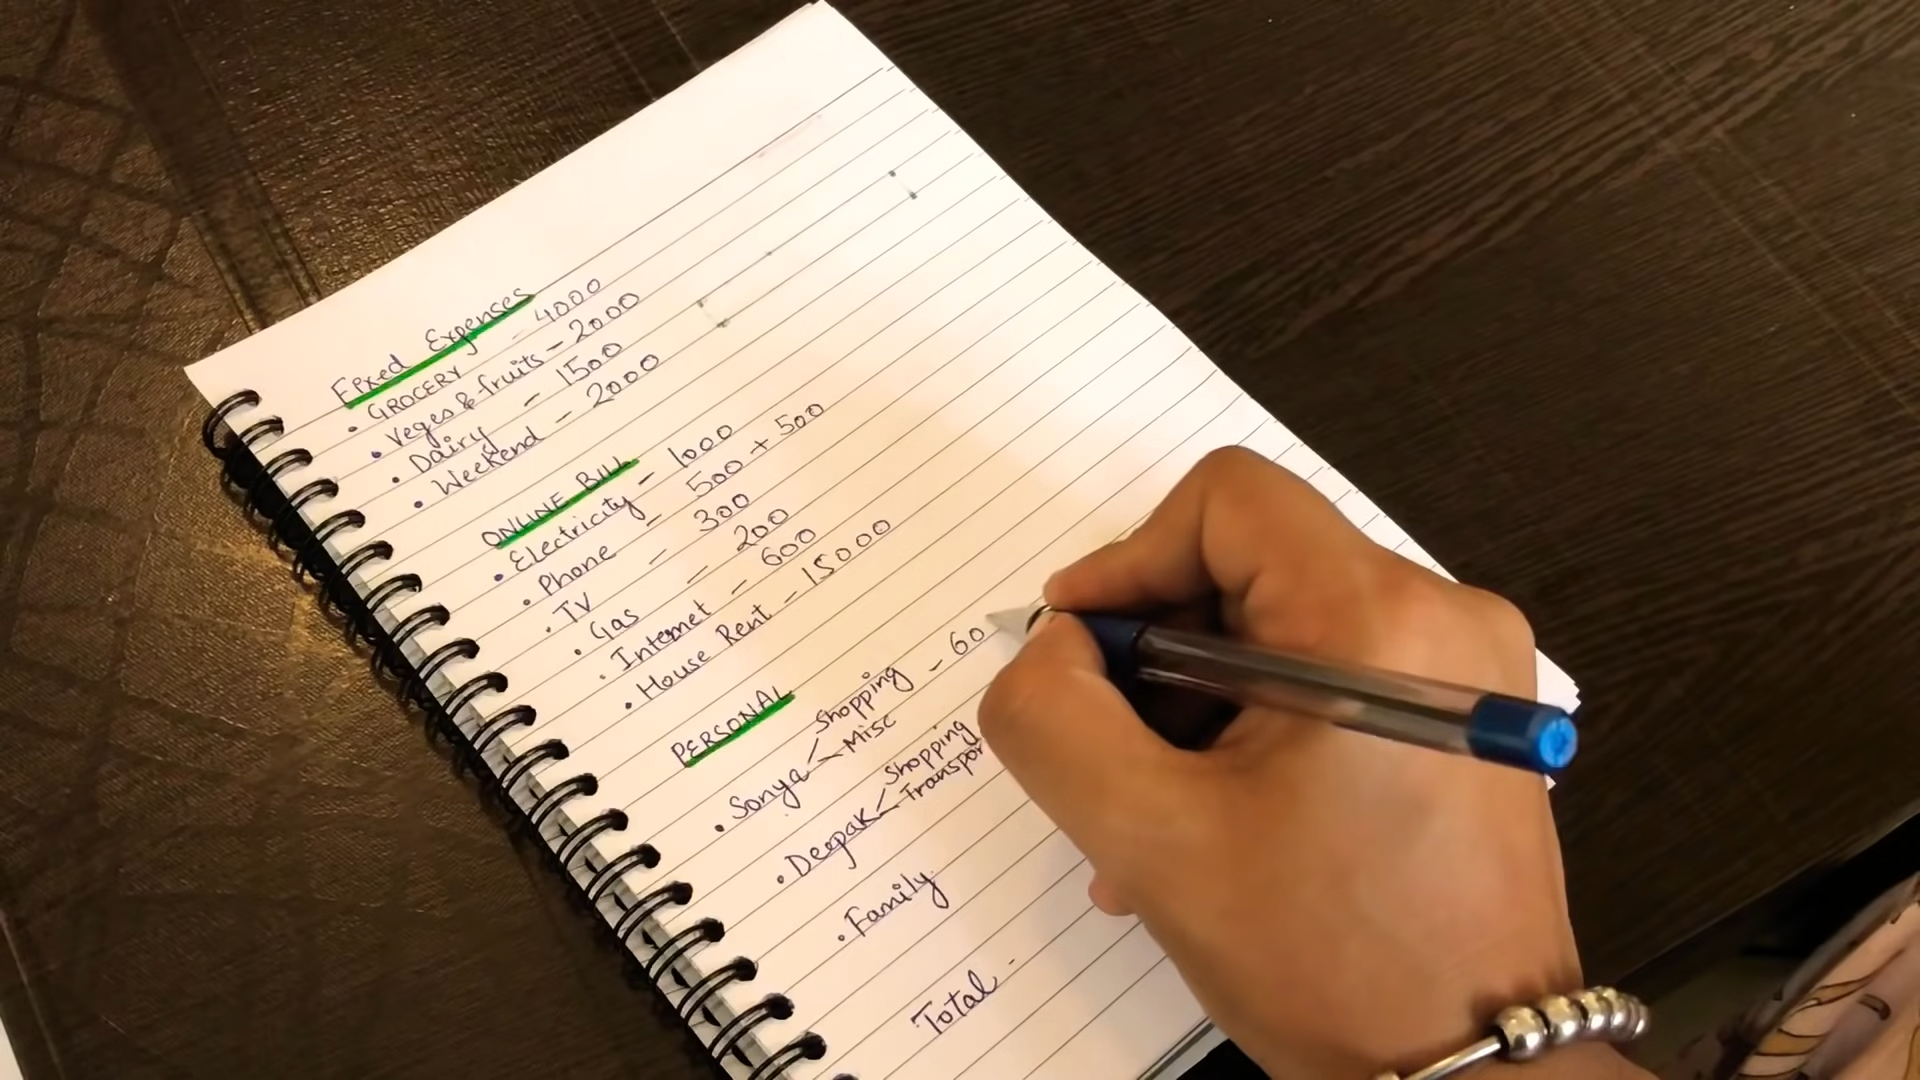 Fixed Expenses
• GROCERY - 4000
• Veges & fruits - 2000
• Dairy - 1500
• Weekend - 2000
ONLINE BILL
• Electricity - 1000
• Phone - 500 + 500
• TV - 300
• Gas - 200
• Internet - 600
• House Rent - 15000
PERSONAL
• Sonya < Shopping - 60
Misc
• Deepak < Shopping
Transpor
• Family
Total -